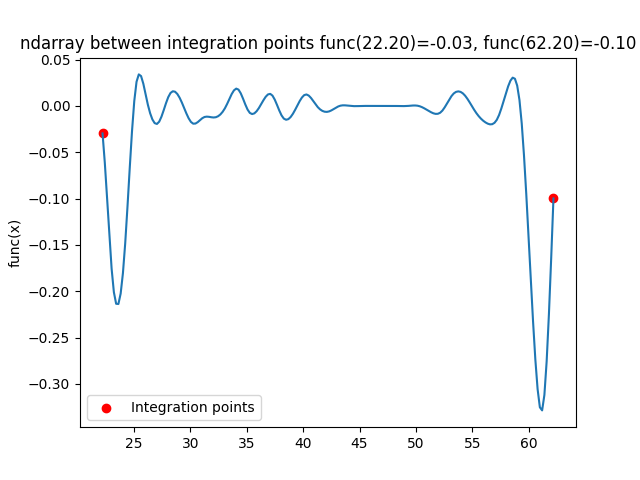 ndarray between integration points func(22.20)=-0.03, func(62.20)=-0.10
0.05
0.00
−0.05
−0.10
−0.15
−0.20
−0.25
−0.30
func(x)
Integration points
25 30 35 40 45 50 55 60